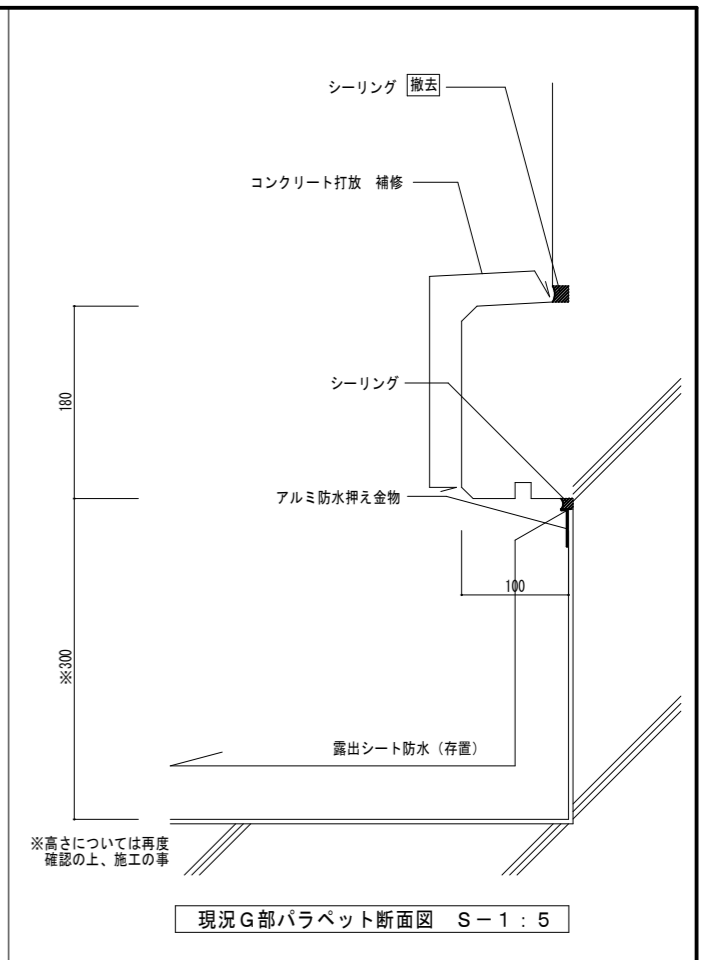 シーリング 撤去
コンクリート打放　補修
180
シーリング
アルミ防水押え金物
100
※300
露出シート防水（存置）
※高さについては再度
確認の上、施工の事
現況Ｇ部パラペット断面図　Ｓ－１：５